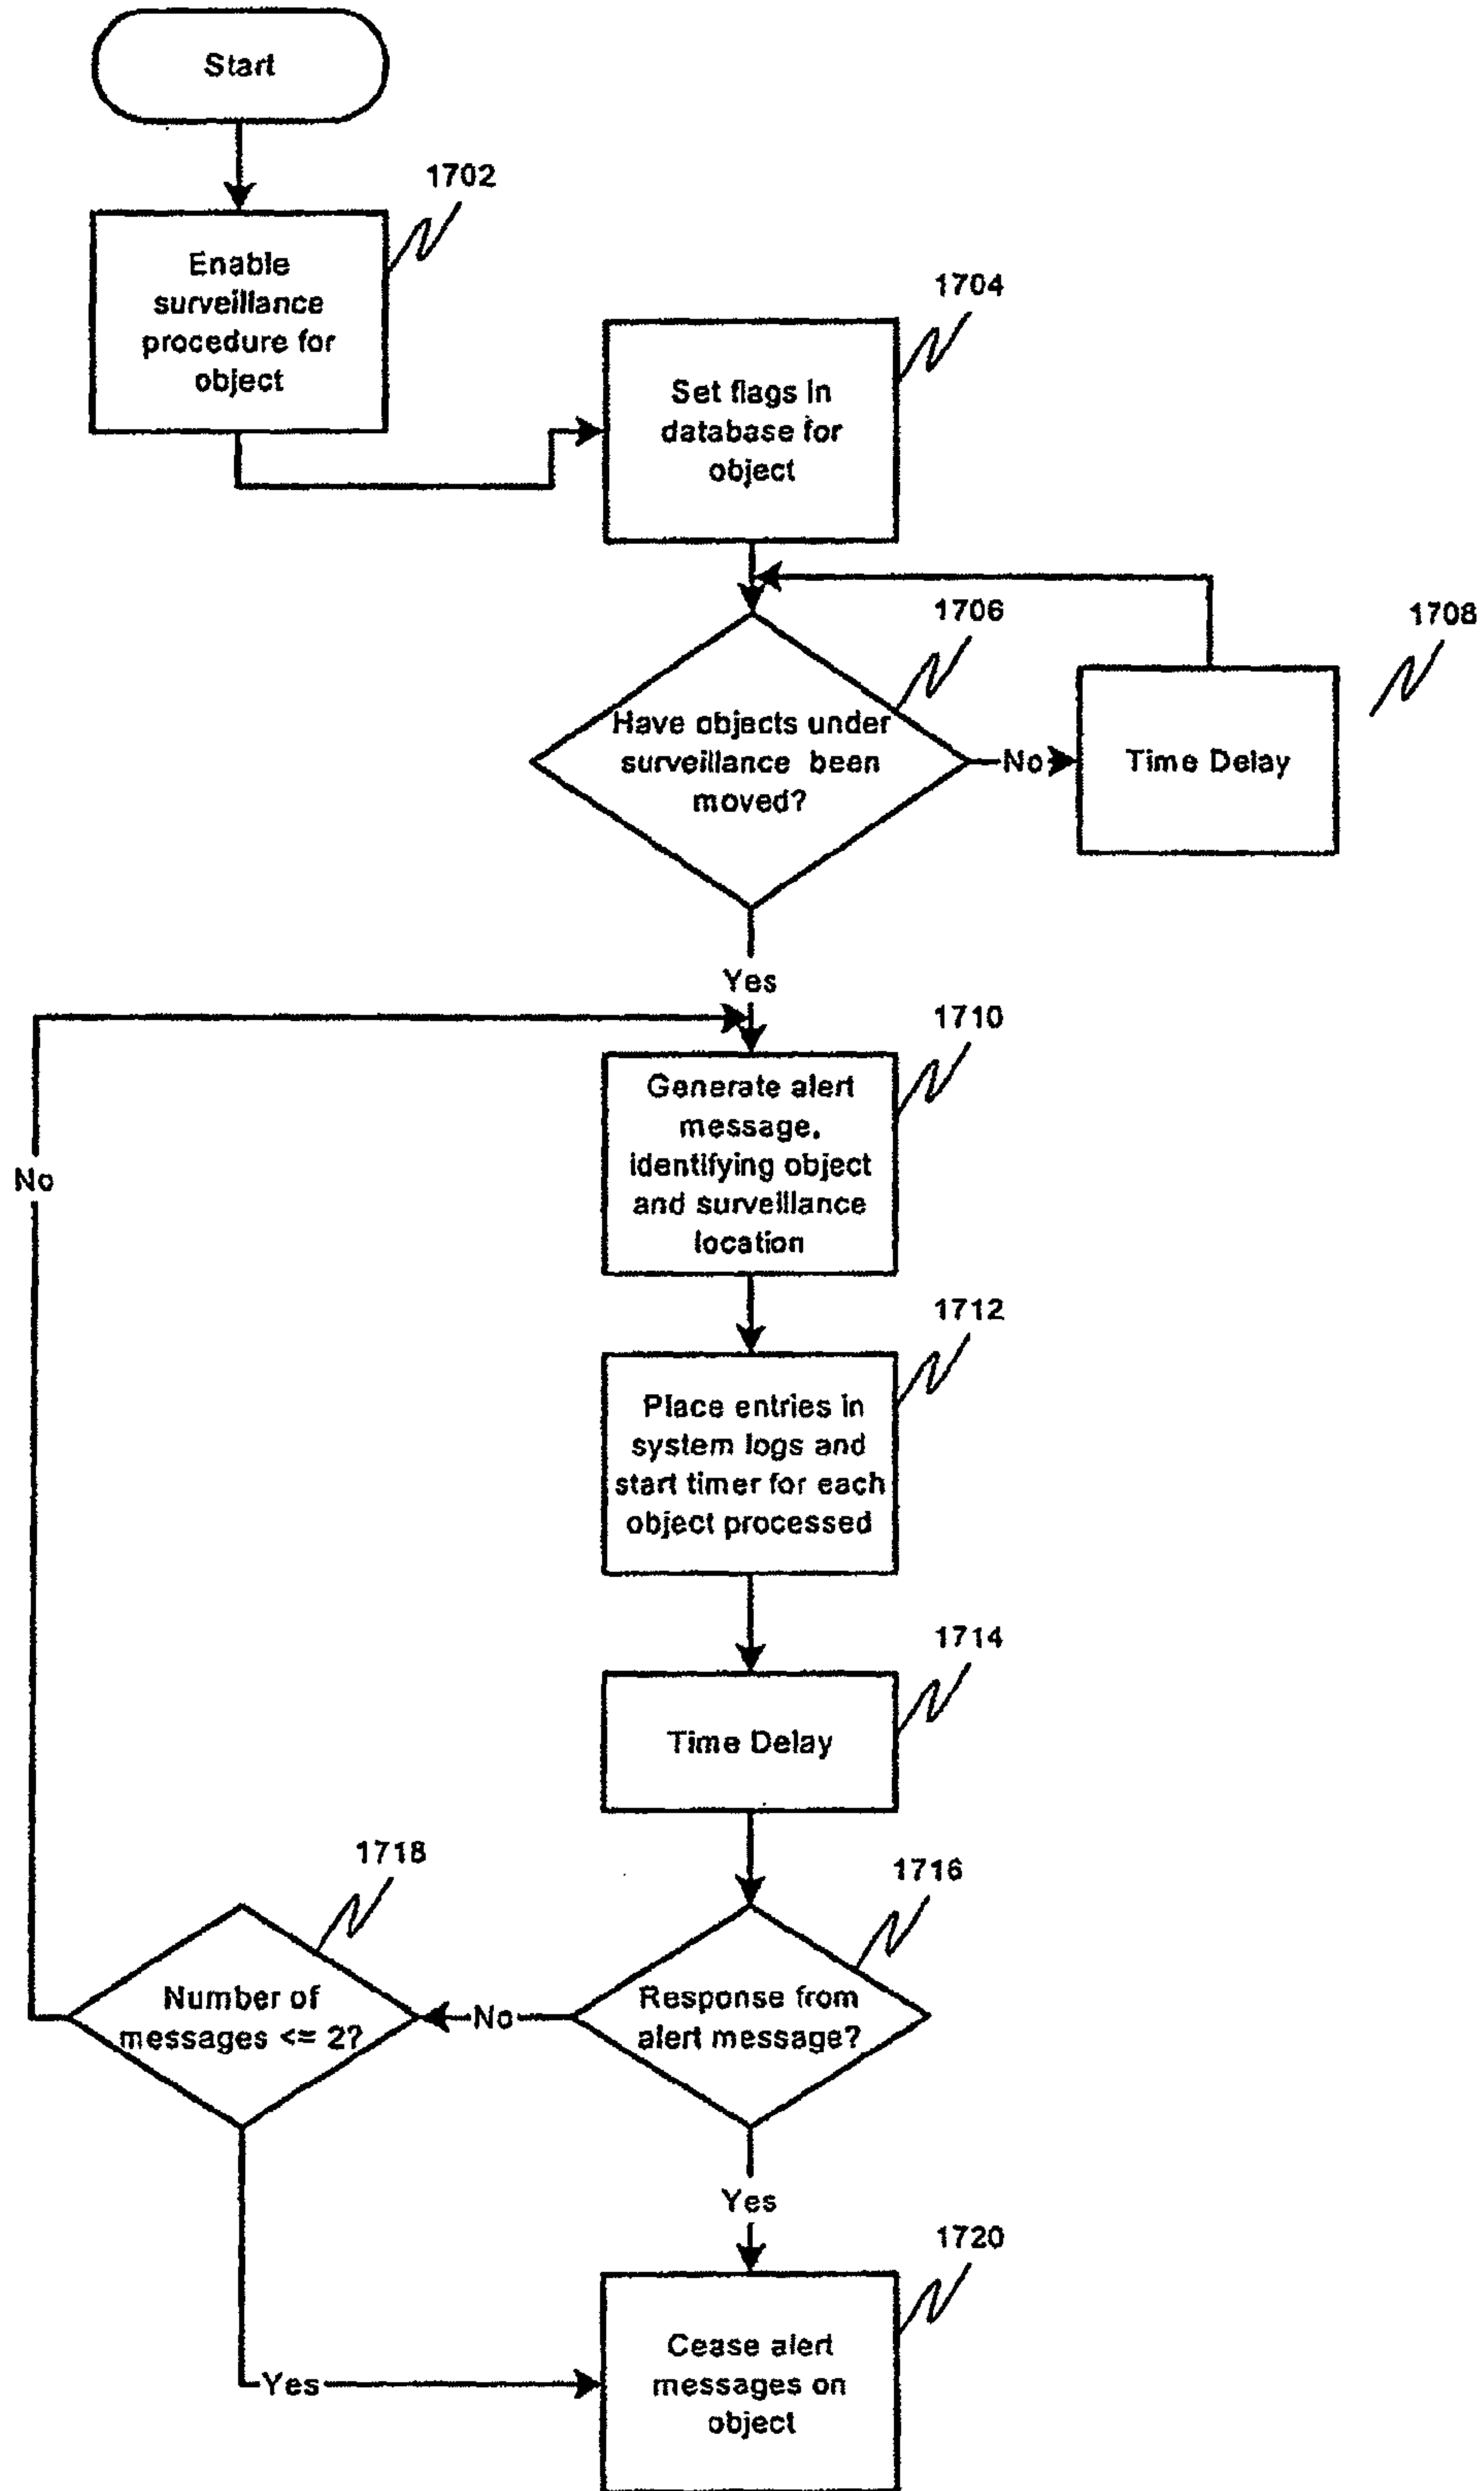 Start
1702
Enable
surveillance
procedure for
object
1704
Set flags in
database for
object
1706
Have objects under
surveillance been
moved?
No
1708
Time Delay
Yes
1710
Generate alert
message,
identifying object
and surveillance
location
No
1712
Place entries in
system logs and
start timer for each
object processed
1714
Time Delay
1716
Response from
alert message?
No
1718
Number of
messages <= 2?
Yes
Yes
1720
Cease alert
messages on
object